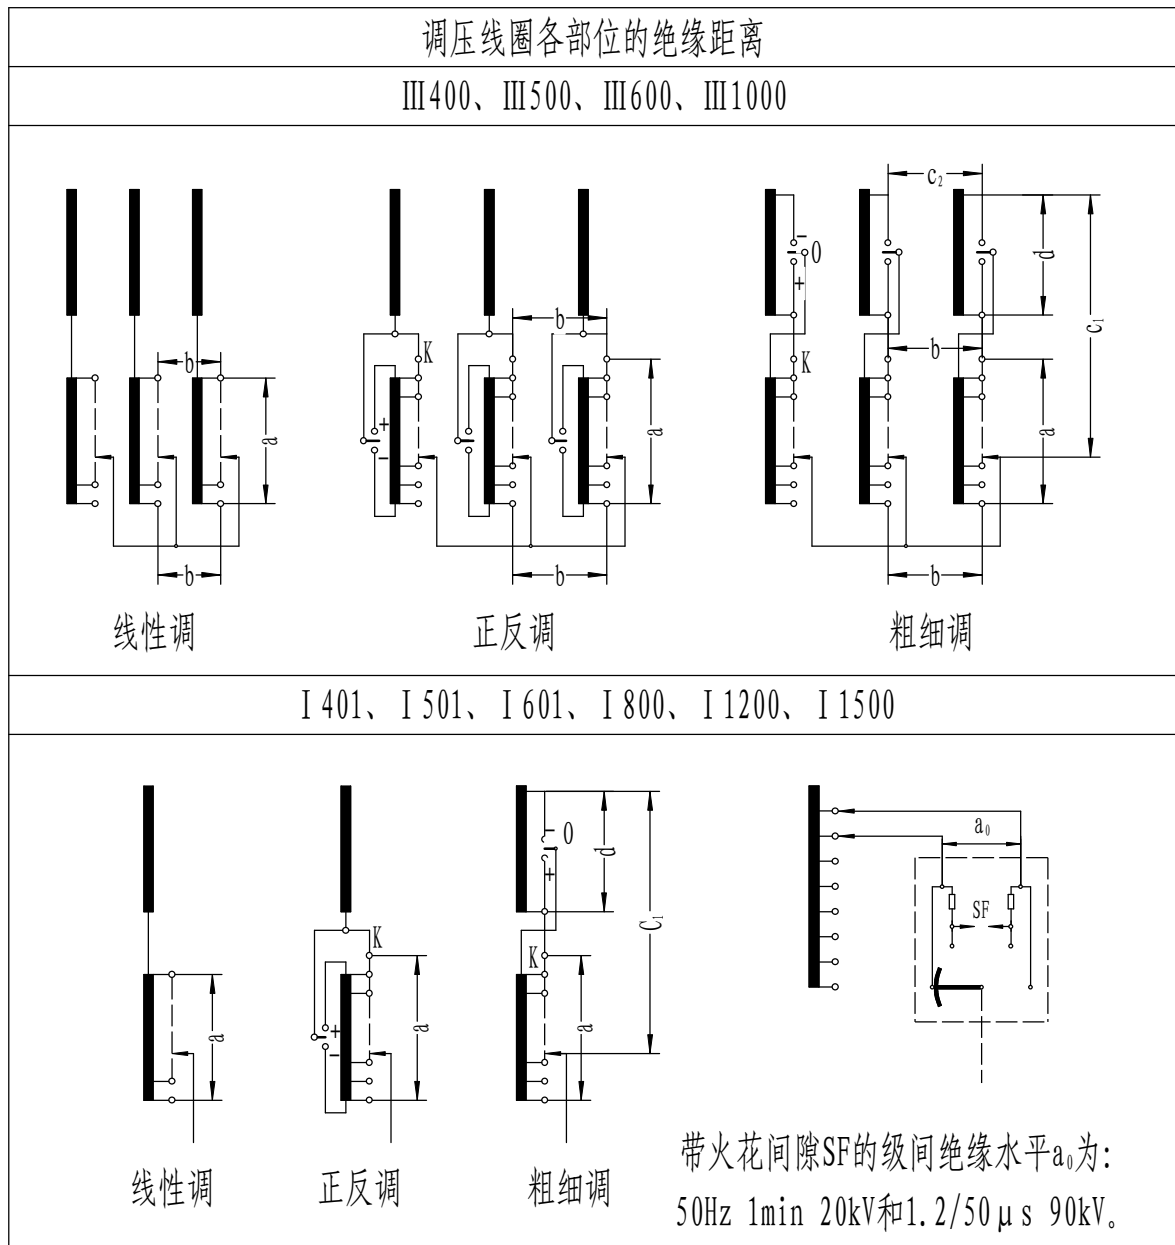 调压线圈各部位的绝缘距离
Ⅲ400、Ⅲ500、Ⅲ600、Ⅲ1000
c₂
- 0
+
d
c₁
b
b
b
K
K
b
a
+
-
a
a
b
b
b
线性调
正反调
粗细调
Ⅰ401、Ⅰ501、Ⅰ601、Ⅰ800、Ⅰ1200、Ⅰ1500
- 0
+
d
a₀
C₁
SF
K
K
a
+
-
a
a
线性调
正反调
粗细调
带火花间隙SF的级间绝缘水平a₀为:
50Hz 1min 20kV和1.2/50μs 90kV。